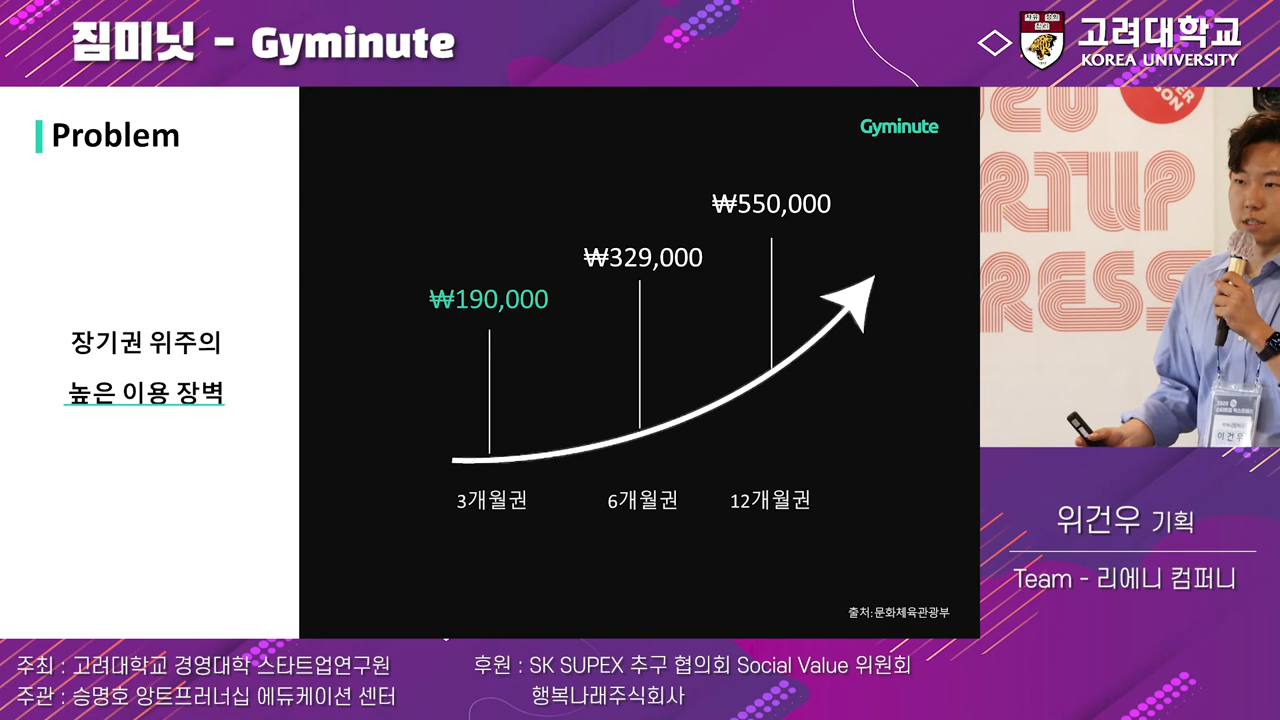 짐미닛 - Gyminute
고려대학교
KOREA UNIVERSITY
Problem
장기권 위주의
높은 이용 장벽
Gyminute
₩190,000
₩329,000
₩550,000
3개월권
6개월권
12개월권
출처:문화체육관광부
위건우 기획
Team - 리에니 컴퍼니
주최 : 고려대학교 경영대학 스타트업연구원
주관 : 승명호 앙트프러너십 에듀케이션 센터
후원 : SK SUPEX 추구 협의회 Social Value 위원회
행복나래주식회사